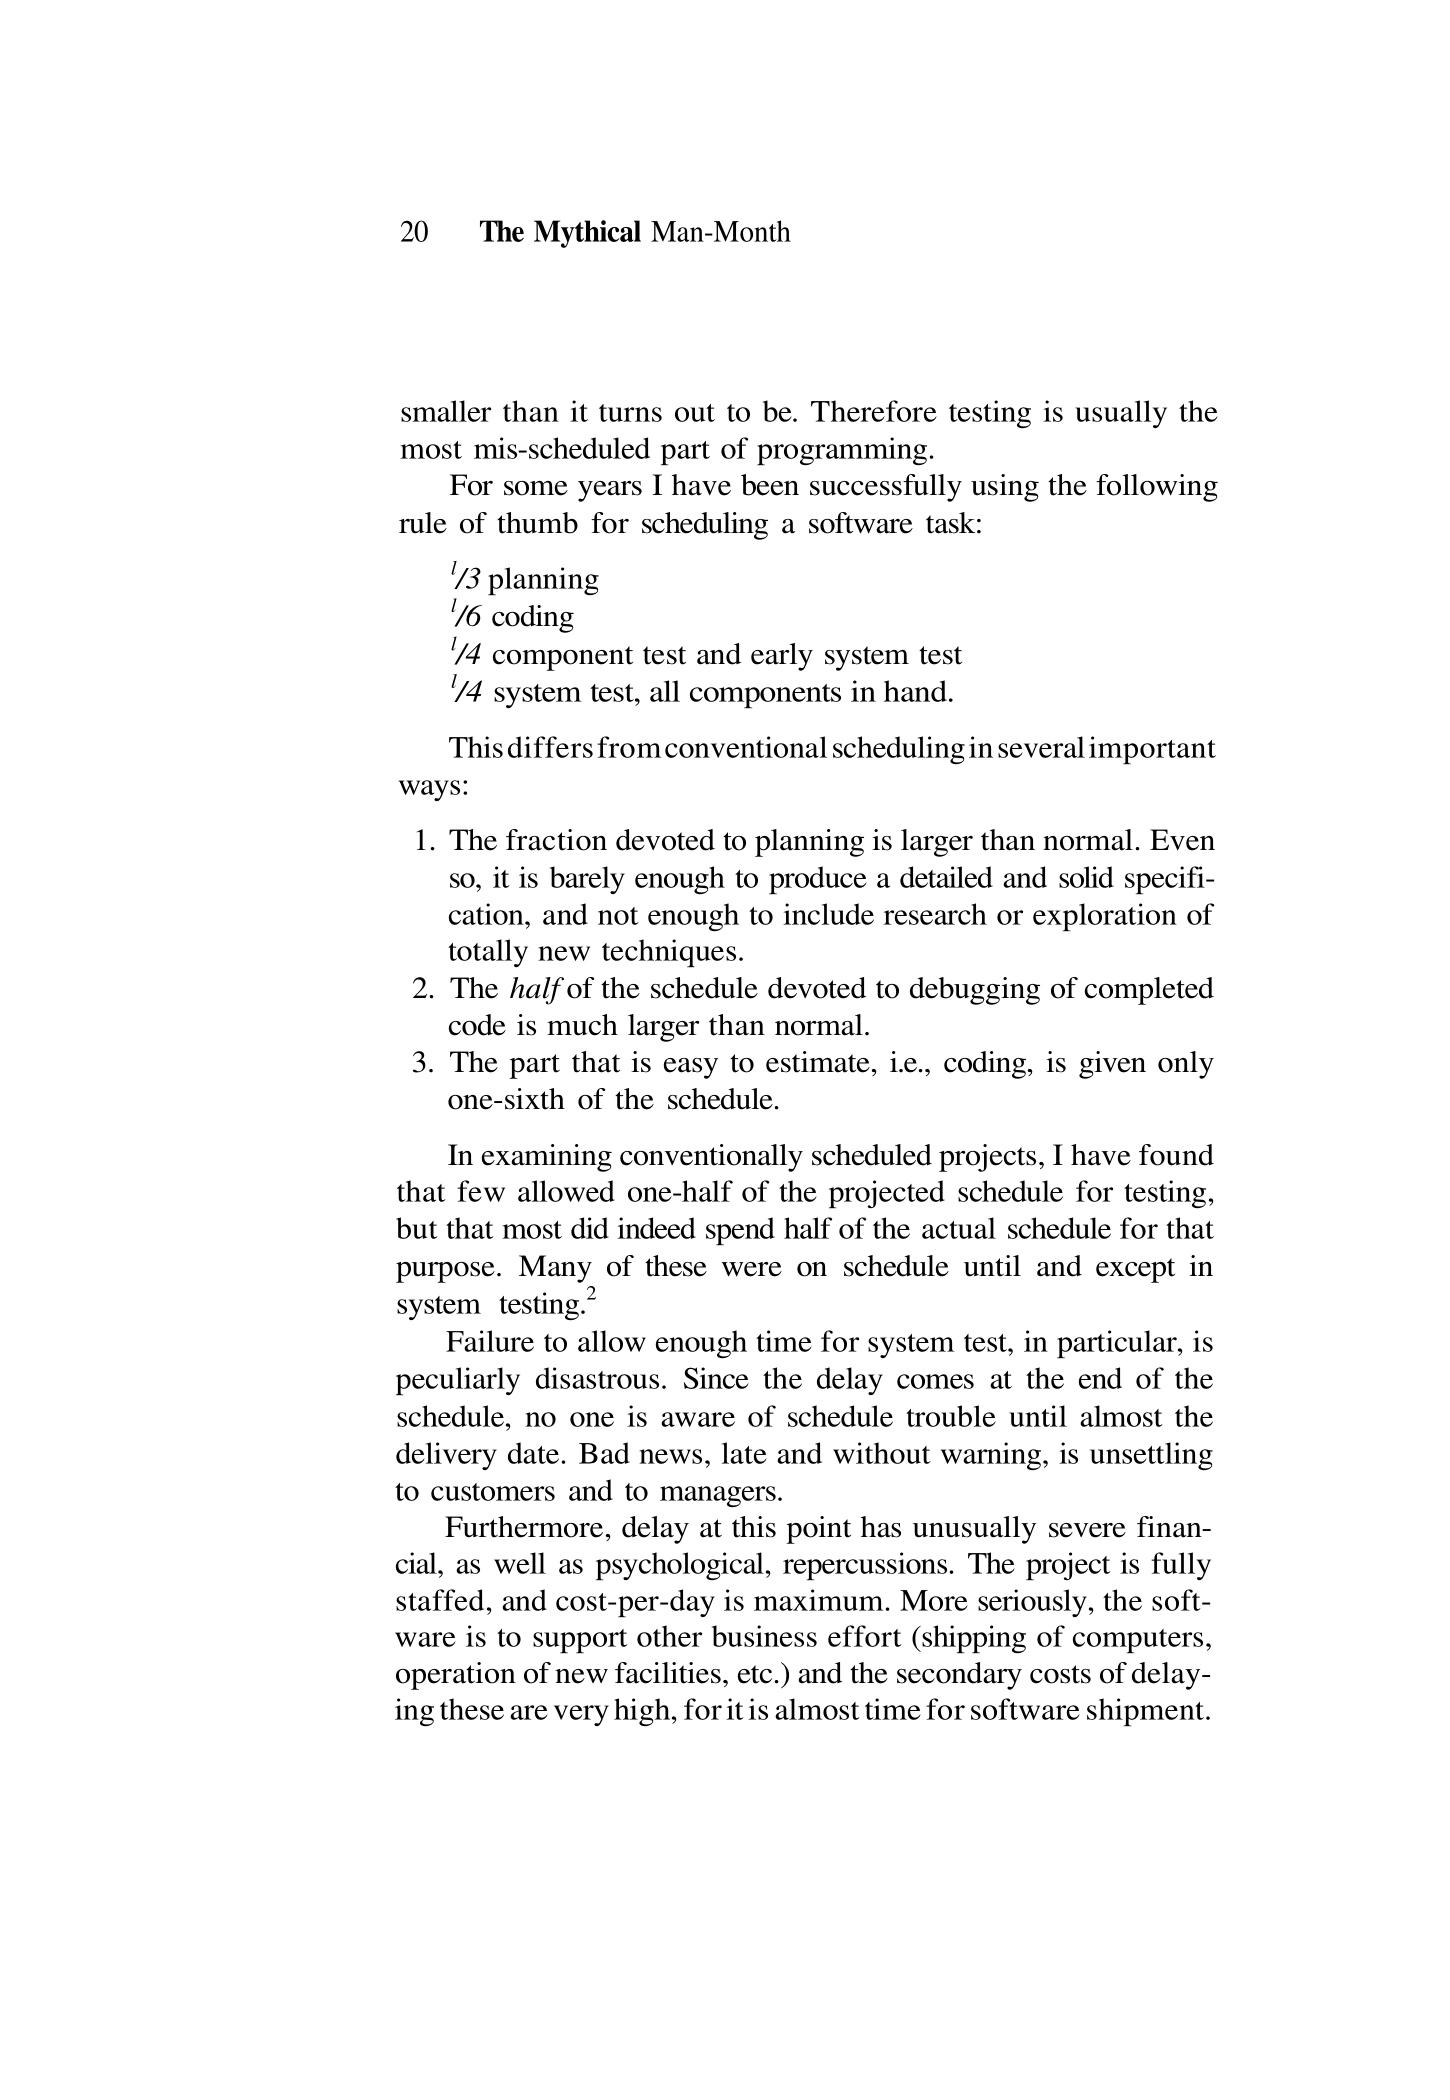 20 The Mythical Man-Month
smaller than it turns out to be. Therefore testing is usually the
most mis-scheduled part of programming.
For some years I have been successfully using the following
rule of thumb for scheduling a software task:
l/3 planning
l/6 coding
l/4 component test and early system test
l/4 system test, all components in hand.
This differs from conventional scheduling in several important
ways:
1. The fraction devoted to planning is larger than normal. Even
so, it is barely enough to produce a detailed and solid specifi-
cation, and not enough to include research or exploration of
totally new techniques.
2. The half of the schedule devoted to debugging of completed
code is much larger than normal.
3. The part that is easy to estimate, i.e., coding, is given only
one-sixth of the schedule.
In examining conventionally scheduled projects, I have found
that few allowed one-half of the projected schedule for testing,
but that most did indeed spend half of the actual schedule for that
purpose. Many of these were on schedule until and except in
system testing.2
Failure to allow enough time for system test, in particular, is
peculiarly disastrous. Since the delay comes at the end of the
schedule, no one is aware of schedule trouble until almost the
delivery date. Bad news, late and without warning, is unsettling
to customers and to managers.
Furthermore, delay at this point has unusually severe finan-
cial, as well as psychological, repercussions. The project is fully
staffed, and cost-per-day is maximum. More seriously, the soft-
ware is to support other business effort (shipping of computers,
operation of new facilities, etc.) and the secondary costs of delay-
ing these are very high, for it is almost time for software shipment.